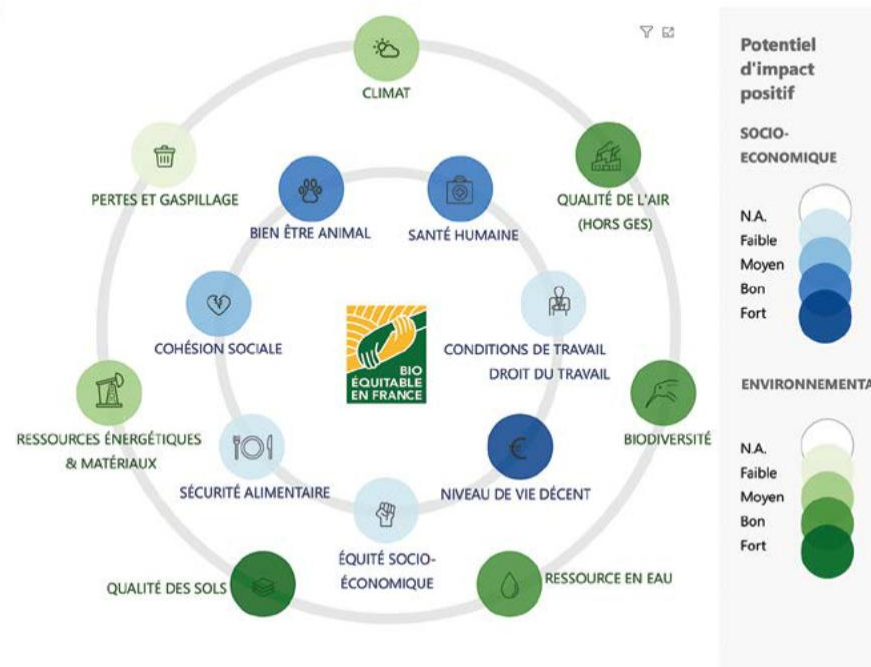 CLIMAT
PERTES ET GASPILLAGE
QUALITÉ DE L'AIR
(HORS GES)
BIEN ÊTRE ANIMAL
SANTÉ HUMAINE
COHÉSION SOCIALE
BIO
ÉQUITABLE
EN FRANCE
CONDITIONS DE TRAVAIL
DROIT DU TRAVAIL
RESSOURCES ÉNERGÉTIQUES
& MATÉRIAUX
BIODIVERSITÉ
SÉCURITÉ ALIMENTAIRE
NIVEAU DE VIE DÉCENT
ÉQUITÉ SOCIO-
ÉCONOMIQUE
QUALITÉ DES SOLS
RESSOURCE EN EAU
Potentiel
d'impact
positif
SOCIO-
ECONOMIQUE
N.A.
Faible
Moyen
Bon
Fort
ENVIRONNEMENTA
N.A.
Faible
Moyen
Bon
Fort